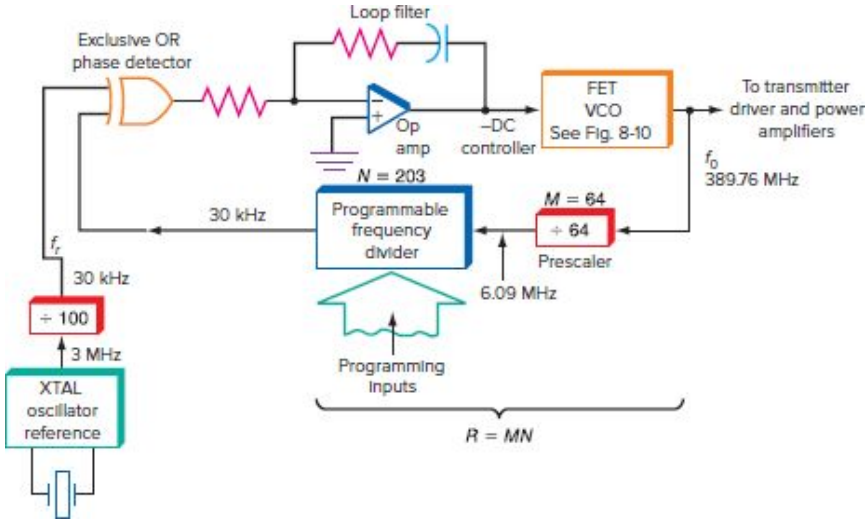 Loop filter
Exclusive OR
phase detector
−
+
Op
amp
–DC
controller
FET
VCO
See Fig. 8-10
To transmitter
driver and power
amplifiers
fo
389.76 MHz
N = 203
Programmable
frequency
divider
30 kHz
M = 64
÷ 64
Prescaler
6.09 MHz
fr
30 kHz
÷ 100
3 MHz
XTAL
oscillator
reference
Programming
inputs
R = MN